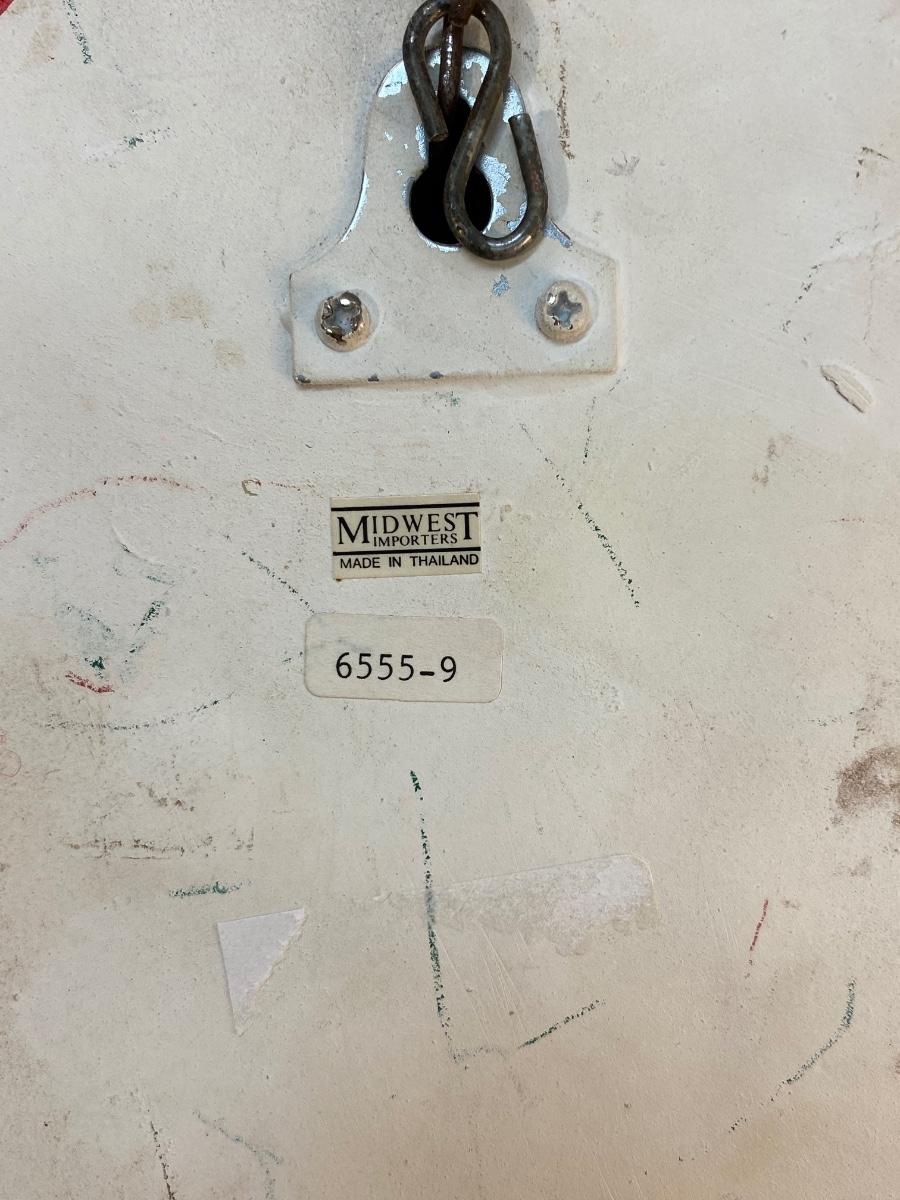 MIDWEST
IMPORTERS
MADE IN THAILAND
6555-9